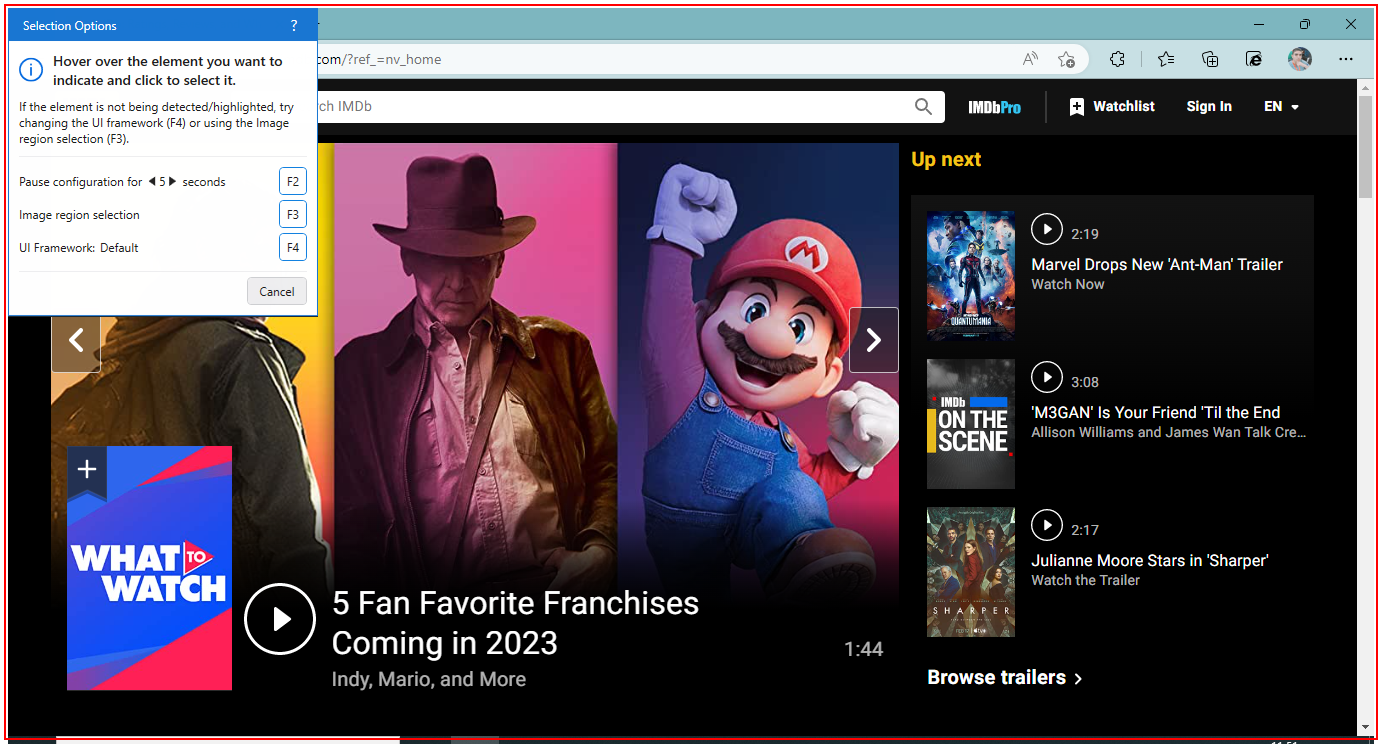 Selection Options ?
Hover over the element you want to
indicate and click to select it.
If the element is not being detected/highlighted, try
changing the UI framework (F4) or using the Image
region selection (F3).
Pause configuration for 5 seconds F2
Image region selection F3
UI Framework: Default F4
Cancel
com/?ref_=nv_home
ch IMDb
IMDbPro
Watchlist
Sign In
EN
M
WHAT
TO
WATCH
5 Fan Favorite Franchises
Coming in 2023
Indy, Mario, and More
1:44
Up next
QUANTUMANIA
2:19
Marvel Drops New 'Ant-Man' Trailer
Watch Now
IMDb
ON THE
SCENE
3:08
'M3GAN' Is Your Friend 'Til the End
Allison Williams and James Wan Talk Cre...
SHARPER
2:17
Julianne Moore Stars in 'Sharper'
Watch the Trailer
Browse trailers